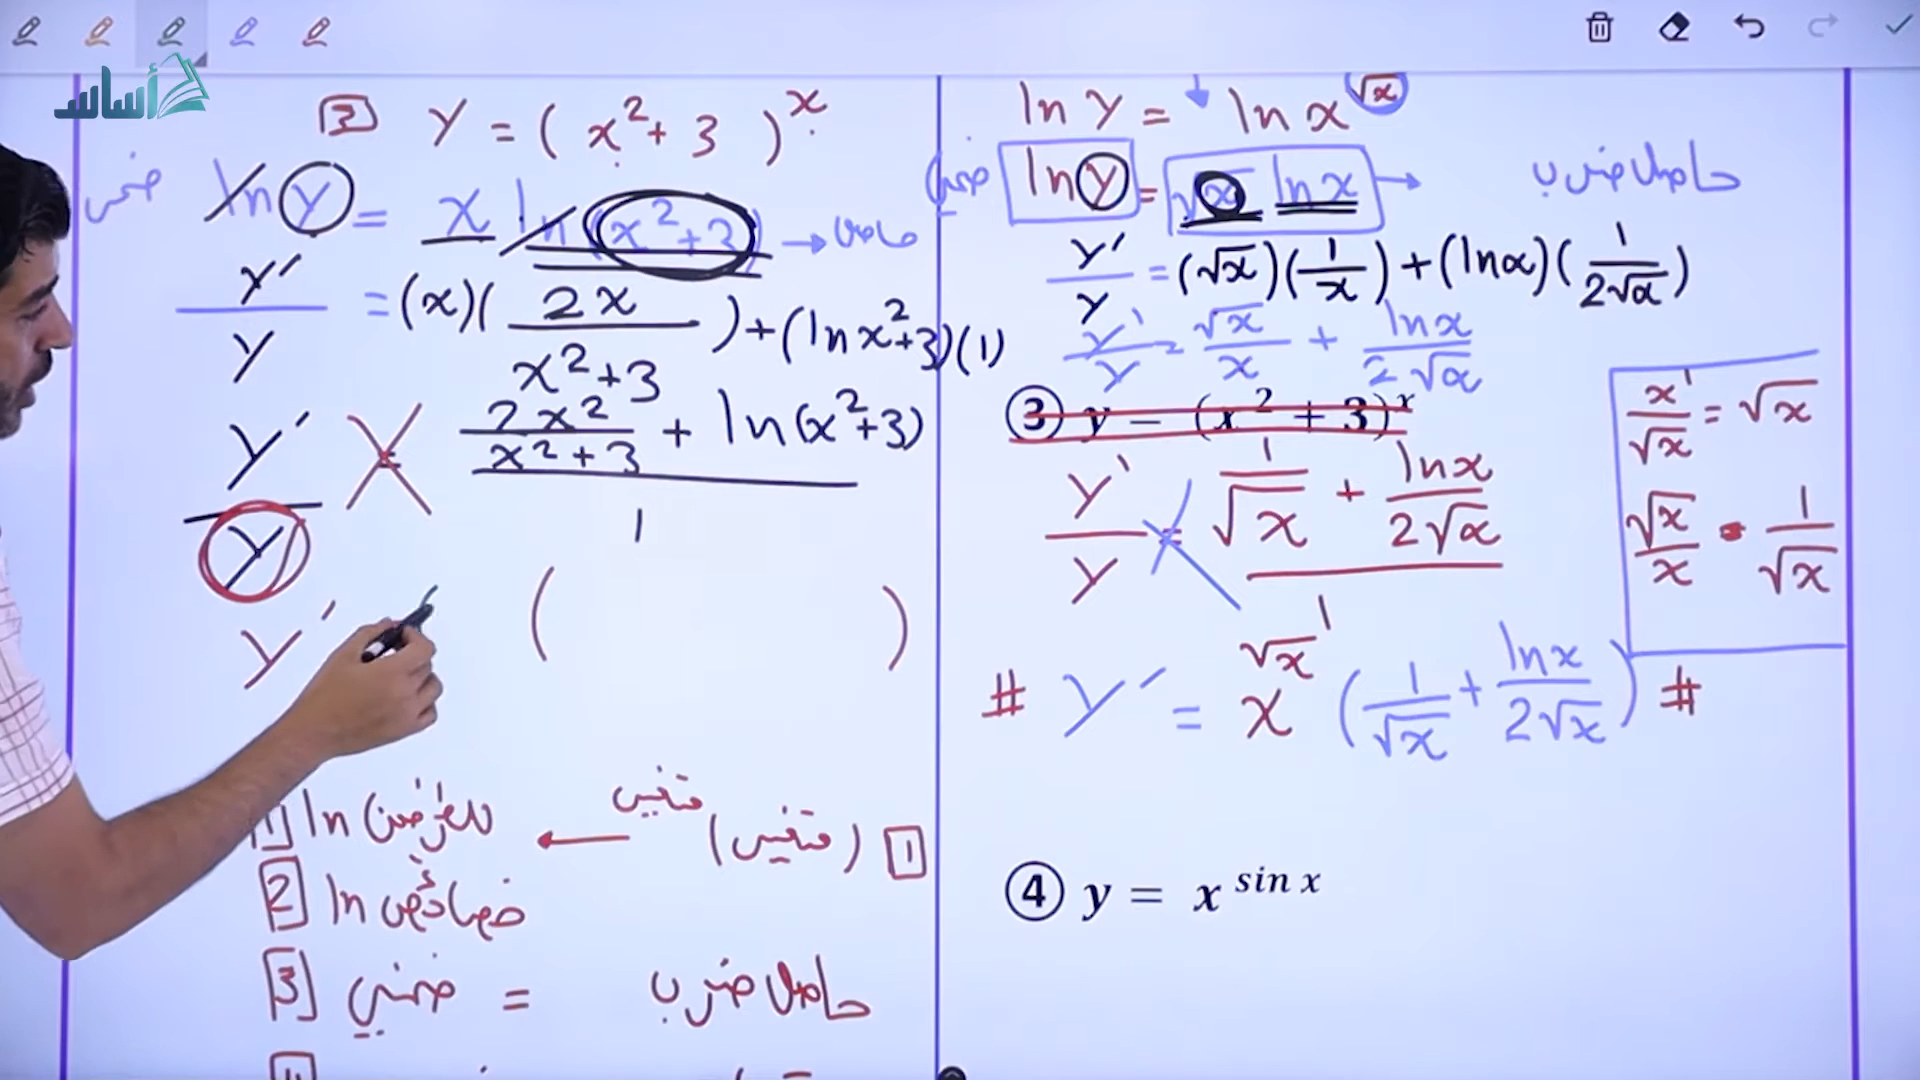 أساس
[3] y = (x² + 3)ˣ
ضمني ln y = x ln (x² + 3) → حاصل
y′/y = (x)(2x/(x² + 3)) + (ln x² + 3)(1)
y′/y = (2x²/(x² + 3) + ln(x² + 3))/1
y′ ( )
[1] متغير (متغير) ← ln للطرفين
[2] ln خصائص
[3] ضمني = حاصل ضرب
ln y = ln x^√x
ضمني ln y = √x ln x → حاصل ضرب
y′/y = (√x)(1/x) + (ln x)(1/(2√x))
y′/y = √x/x + ln x/(2√x)
③ y = (x² + 3)ˣ
y′/y = (1/√x + ln x/(2√x))/1
# y′ = x^√x (1/√x + ln x/(2√x)) #
x′/√x = √x
√x/x = 1/√x
④ y = x^(sin x)